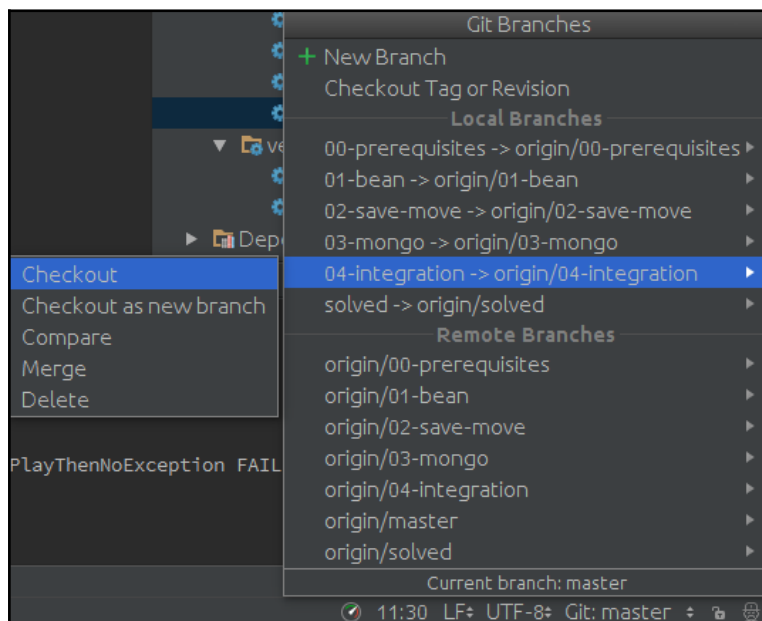 Git Branches
New Branch
Checkout Tag or Revision
Local Branches
00-prerequisites -> origin/00-prerequisites
01-bean -> origin/01-bean
02-save-move -> origin/02-save-move
03-mongo -> origin/03-mongo
04-integration -> origin/04-integration
solved -> origin/solved
Remote Branches
origin/00-prerequisites
origin/01-bean
origin/02-save-move
origin/03-mongo
origin/04-integration
origin/master
origin/solved
Current branch: master
ve
Depe
Checkout
Checkout as new branch
Compare
Merge
Delete
PlayThenNoException FAIL
11:30 LF UTF-8 Git: master